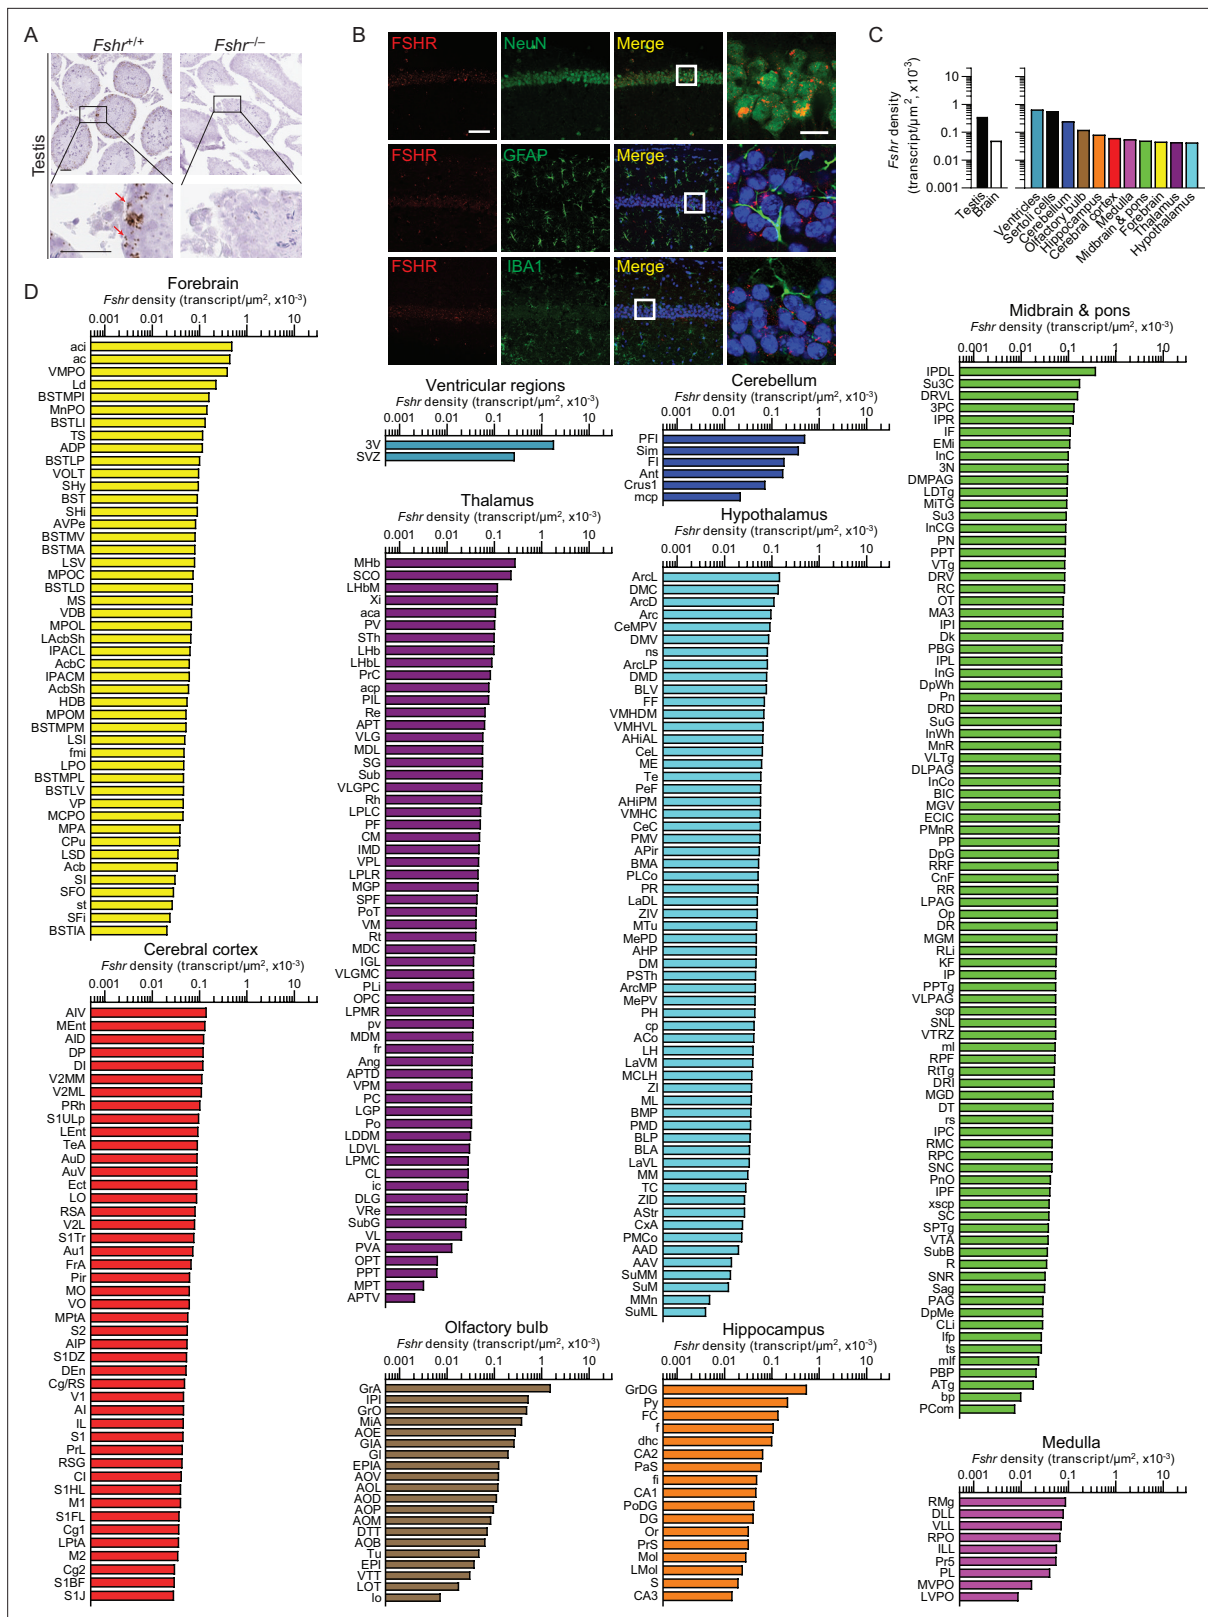 A
Fshr+/+
Fshr–/–
Testis
B
FSHR
NeuN
Merge
FSHR
GFAP
Merge
FSHR
IBA1
Merge
C
Fshr density
(transcript/µm², x10-3)
10
1
0.1
0.01
0.001
Testis
Brain
Ventricles
Sertoli cells
Cerebellum
Olfactory bulb
Hippocampus
Cerebral cortex
Medulla
Midbrain & pons
Forebrain
Thalamus
Hypothalamus
D
Forebrain
Fshr density (transcript/µm², x10-3)
0.001 0.01 0.1 1 10
aci
ac
VMPO
Ld
BSTMPI
MnPO
BSTLI
TS
ADP
BSTLP
VOLT
SHy
BST
SHi
AVPe
BSTMV
BSTMA
LSV
MPOC
BSTLD
MS
VDB
MPOL
LAcbSh
IPACL
AcbC
IPACM
AcbSh
HDB
MPOM
BSTMPM
LSI
fmi
LPO
BSTMPL
BSTLV
VP
MCPO
MPA
CPu
LSD
Acb
SI
SFO
st
SFi
BSTIA
Cerebral cortex
Fshr density (transcript/µm², x10-3)
0.001 0.01 0.1 1 10
AIV
MEnt
AID
DP
DI
V2MM
V2ML
PRh
S1ULp
LEnt
TeA
AuD
AuV
Ect
LO
RSA
V2L
S1Tr
Au1
FrA
Pir
MO
VO
MPtA
S2
AIP
S1DZ
DEn
Cg/RS
V1
AI
IL
S1
PrL
RSG
CI
S1HL
M1
S1FL
Cg1
LPtA
M2
Cg2
S1BF
S1J
Ventricular regions
Fshr density (transcript/µm², x10-3)
0.001 0.01 0.1 1 10
3V
SVZ
Thalamus
Fshr density (transcript/µm², x10-3)
0.001 0.01 0.1 1 10
MHb
SCO
LHbM
Xi
aca
PV
STh
LHb
LHbL
PrC
acp
PIL
Re
APT
VLG
MDL
SG
Sub
VLGPC
Rh
LPLC
PF
CM
IMD
VPL
LPLR
MGP
SPF
PoT
VM
Rt
MDC
IGL
VLGMC
PLi
OPC
LPMR
pv
MDM
fr
Ang
APTD
VPM
PC
LGP
Po
LDDM
LDVL
LPMC
CL
ic
DLG
VRe
SubG
VL
PVA
OPT
PPT
MPT
APTV
Olfactory bulb
Fshr density (transcript/µm², x10-3)
0.001 0.01 0.1 1 10
GrA
IPI
GrO
MiA
AOE
GIA
GI
EPIA
AOV
AOL
AOD
AOP
AOM
DTT
AOB
Tu
EPI
VTT
LOT
lo
Cerebellum
Fshr density (transcript/µm², x10-3)
0.001 0.01 0.1 1 10
PFI
Sim
FI
Ant
Crus1
mcp
Hypothalamus
Fshr density (transcript/µm², x10-3)
0.001 0.01 0.1 1 10
ArcL
DMC
ArcD
Arc
CeMPV
DMV
ns
ArcLP
DMD
BLV
FF
VMHDM
VMHVL
AHiAL
CeL
ME
Te
PeF
AHiPM
VMHC
CeC
PMV
APir
BMA
PLCo
PR
LaDL
ZIV
MTu
MePD
AHP
DM
PSTh
ArcMP
MePV
PH
cp
ACo
LH
LaVM
MCLH
ZI
ML
BMP
PMD
BLP
BLA
LaVL
MM
TC
ZID
AStr
CxA
PMCo
AAD
AAV
SuMM
SuM
MMn
SuML
Hippocampus
Fshr density (transcript/µm², x10-3)
0.001 0.01 0.1 1 10
GrDG
Py
FC
f
dhc
CA2
PaS
fi
CA1
PoDG
DG
Or
PrS
Mol
LMol
S
CA3
Midbrain & pons
Fshr density (transcript/µm², x10-3)
0.001 0.01 0.1 1 10
IPDL
Su3C
DRVL
3PC
IPR
IF
EMi
InC
3N
DMPAG
LDTg
MiTG
Su3
InCG
PN
PPT
VTg
DRV
RC
OT
MA3
IPI
Dk
PBG
IPL
InG
DpWh
Pn
DRD
SuG
InWh
MnR
VLTg
DLPAG
InCo
BIC
MGV
ECIC
PMnR
PP
DpG
RRF
CnF
RR
LPAG
Op
DR
MGM
RLi
KF
IP
PPTg
VLPAG
scp
SNL
VTRZ
ml
RPF
RtTg
DRI
MGD
DT
rs
IPC
RMC
RPC
SNC
PnO
IPF
xscp
SC
SPTg
VTA
SubB
R
SNR
Sag
PAG
DpMe
CLi
lfp
ts
mlf
PBP
ATg
bp
PCom
Medulla
Fshr density (transcript/µm², x10-3)
0.001 0.01 0.1 1 10
RMg
DLL
VLL
RPO
ILL
Pr5
PL
MVPO
LVPO